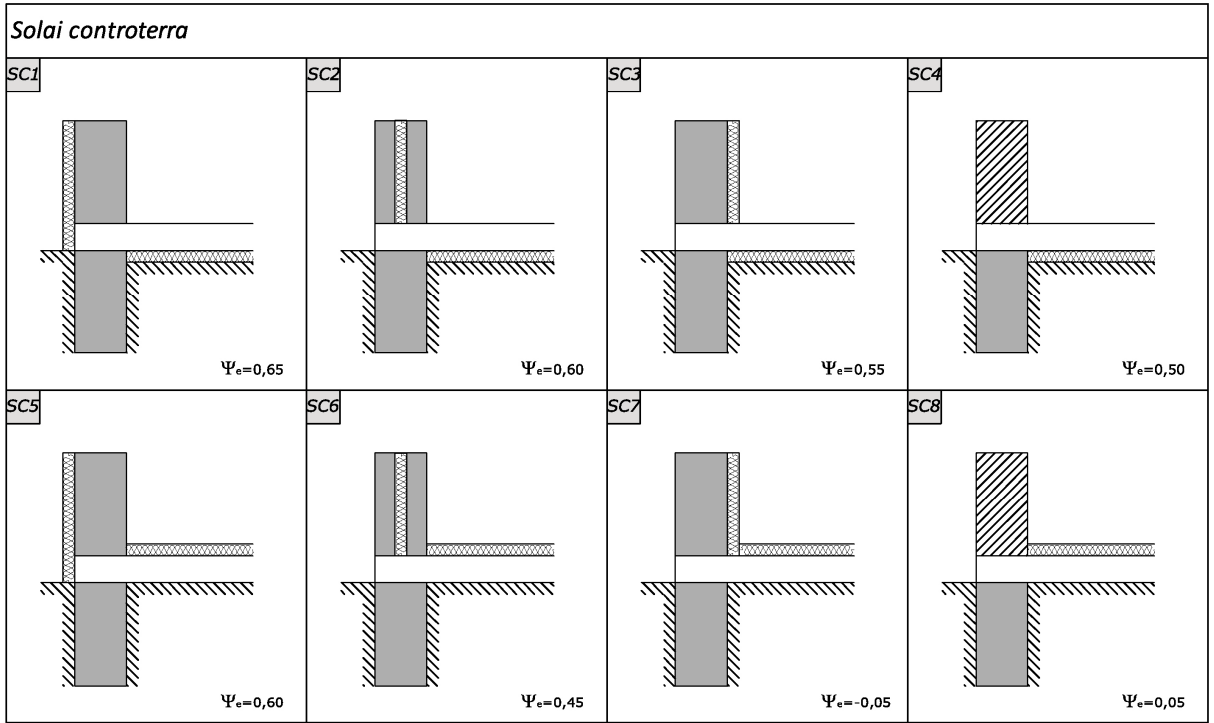 Solai controterra
SC1
SC2
SC3
SC4
Ψe=0,65
Ψe=0,60
Ψe=0,55
Ψe=0,50
SC5
SC6
SC7
SC8
Ψe=0,60
Ψe=0,45
Ψe=-0,05
Ψe=0,05